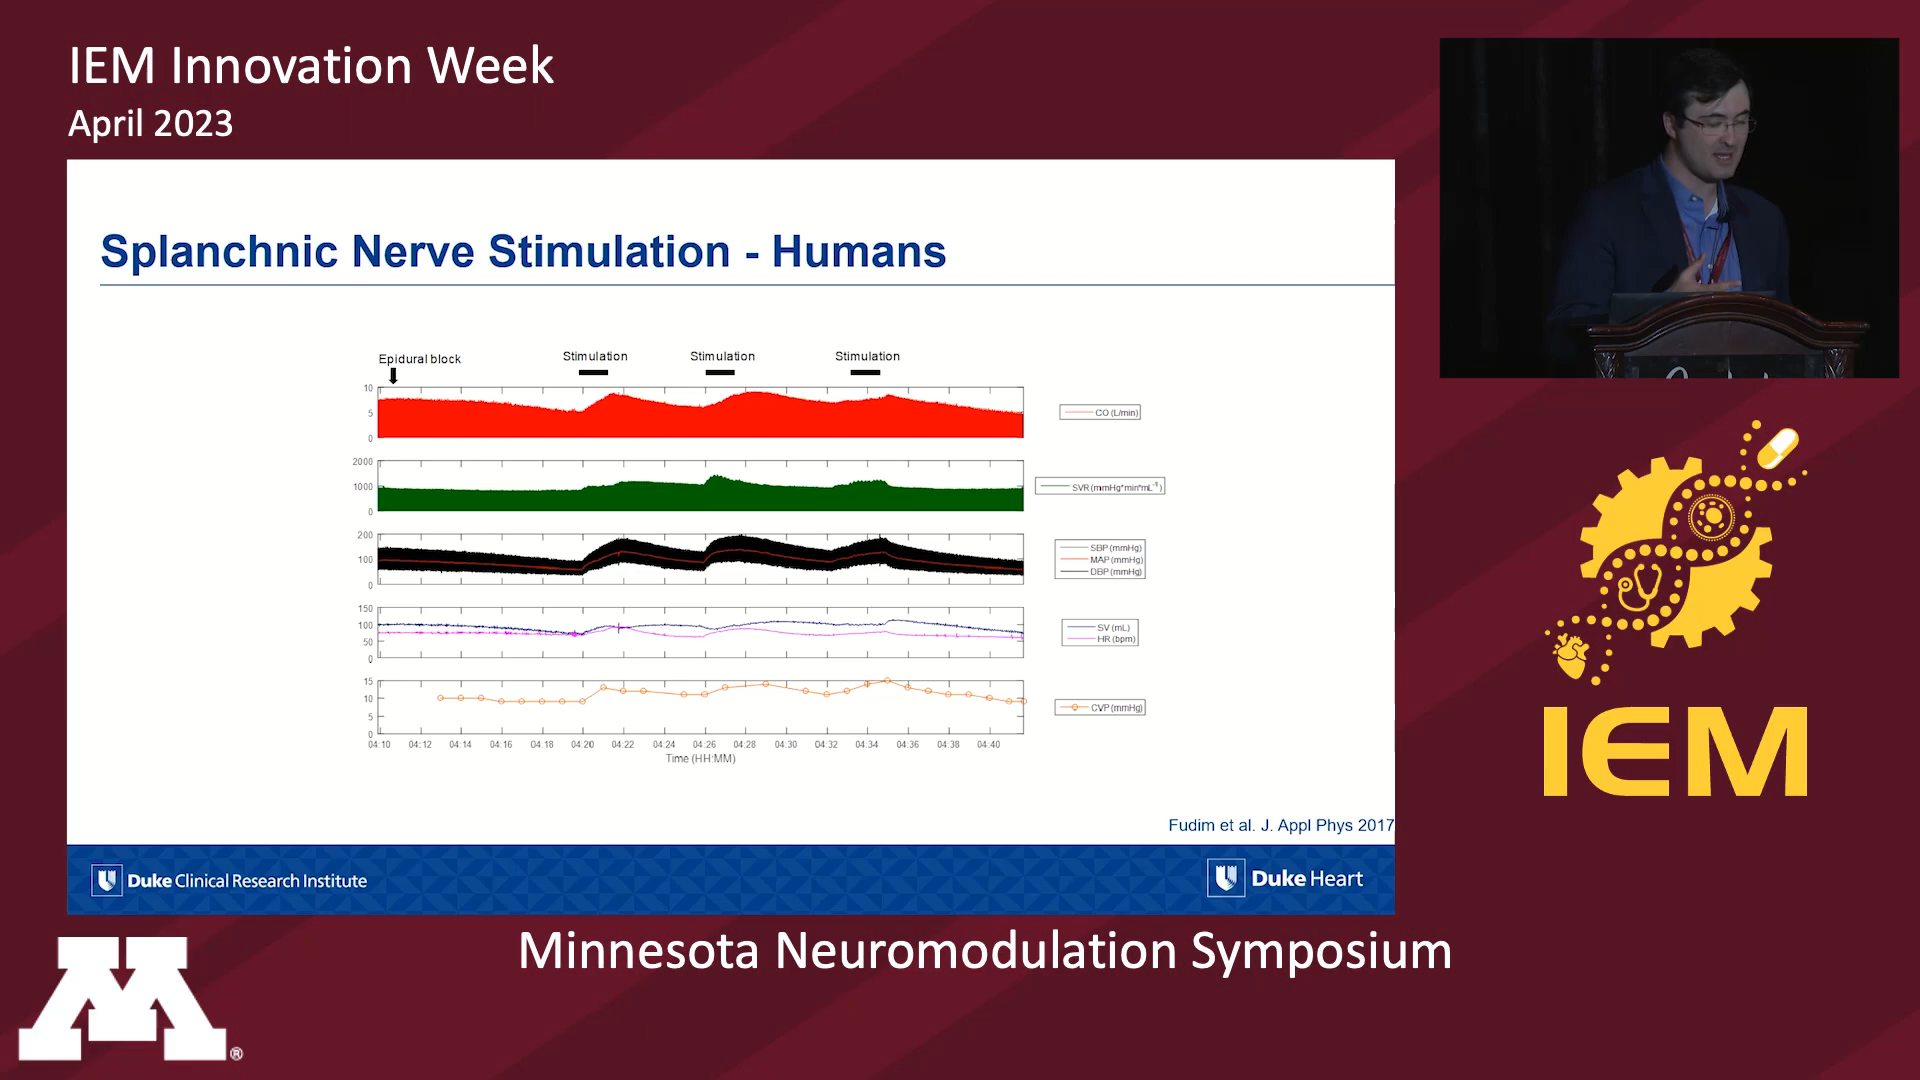 IEM Innovation Week
April 2023
Splanchnic Nerve Stimulation - Humans
Epidural block
Stimulation Stimulation Stimulation
10
5
0
CO (L/min)
2000
1000
0
SVR (mmHg*min*mL-1)
200
100
0
SBP (mmHg)
MAP (mmHg)
DBP (mmHg)
150
100
50
0
SV (mL)
HR (bpm)
15
10
5
0
CVP (mmHg)
04:10 04:12 04:14 04:16 04:18 04:20 04:22 04:24 04:26 04:28 04:30 04:32 04:34 04:36 04:38 04:40
Time (HH:MM)
Fudim et al. J. Appl Phys 2017
Duke Clinical Research Institute
Duke Heart
IEM
Minnesota Neuromodulation Symposium
M®